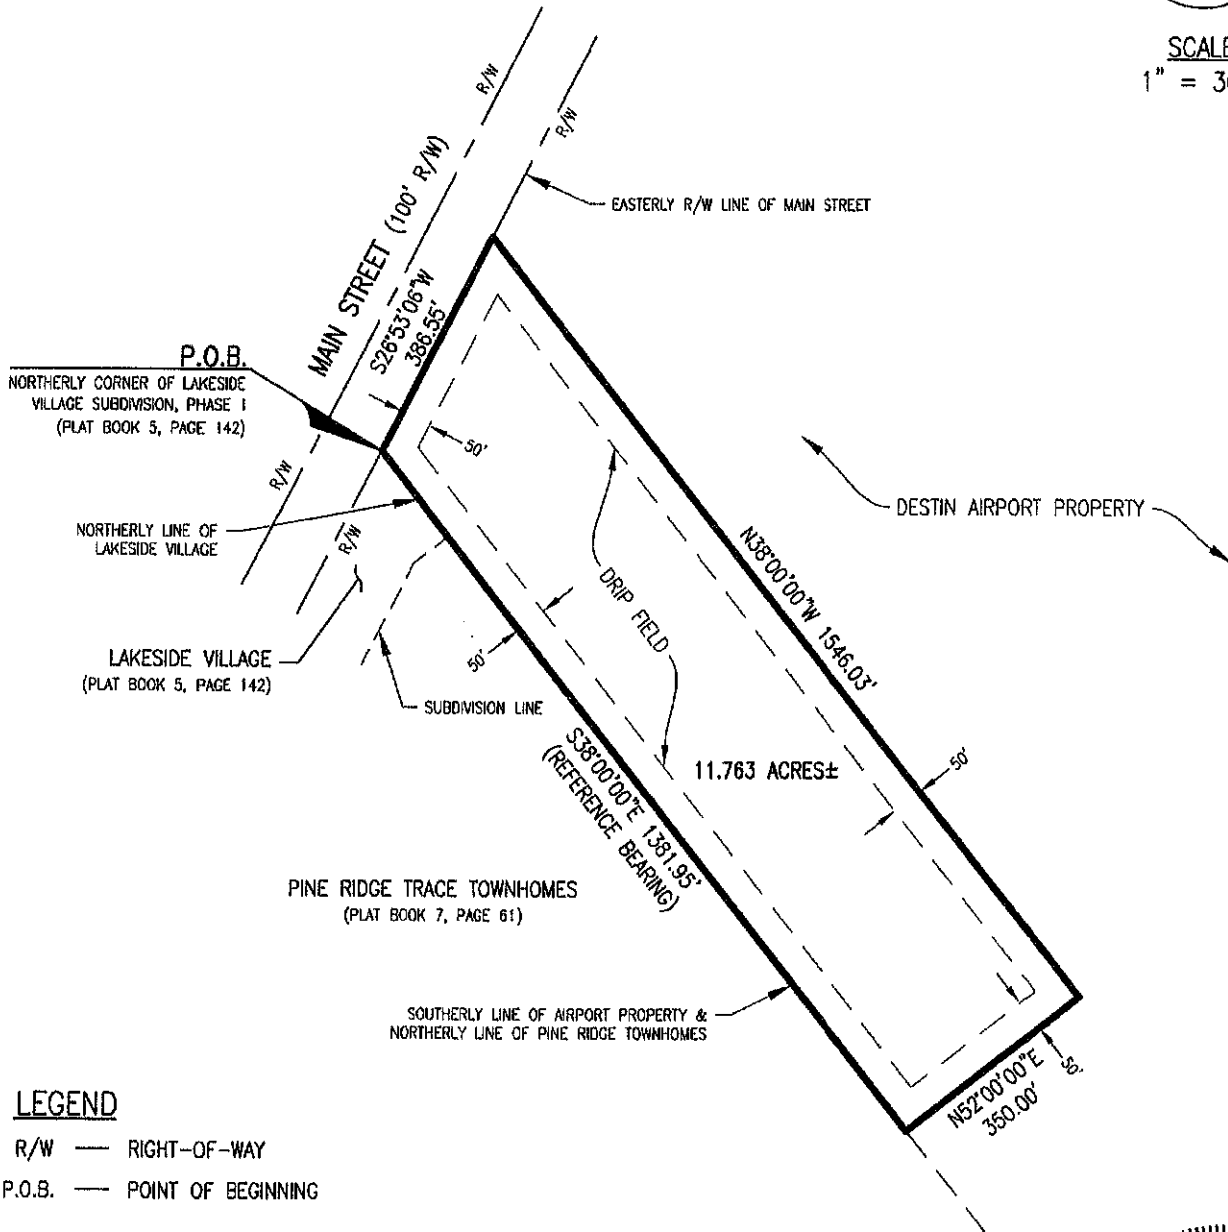 SCALE
1" = 3
R/W
R/W
R/W
MAIN STREET (100' R/W)
EASTERLY R/W LINE OF MAIN STREET
S26°53'06"W
386.55'
P.O.B.
NORTHERLY CORNER OF LAKESIDE
VILLAGE SUBDIVISION, PHASE I
(PLAT BOOK 5, PAGE 142)
50'
R/W
NORTHERLY LINE OF
LAKESIDE VILLAGE
R/W
DESTIN AIRPORT PROPERTY
N38°00'00"W 1546.03'
DRIP FIELD
LAKESIDE VILLAGE
(PLAT BOOK 5, PAGE 142)
50'
SUBDIVISION LINE
S38°00'00"E 1381.95'
(REFERENCE BEARING)
11.763 ACRES±
50'
PINE RIDGE TRACE TOWNHOMES
(PLAT BOOK 7, PAGE 61)
SOUTHERLY LINE OF AIRPORT PROPERTY &
NORTHERLY LINE OF PINE RIDGE TOWNHOMES
N52°00'00"E
350.00'
50'
LEGEND
R/W — RIGHT-OF-WAY
P.O.B. — POINT OF BEGINNING